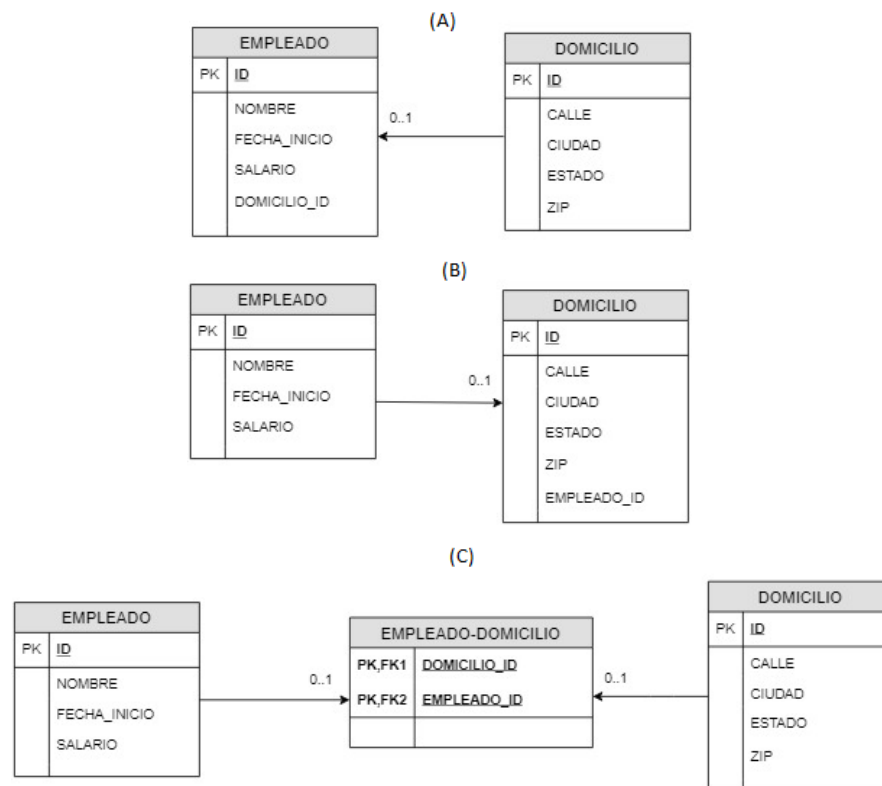 (A)
EMPLEADO
PK ID
NOMBRE
FECHA_INICIO
SALARIO
DOMICILIO_ID
0..1
DOMICILIO
PK ID
CALLE
CIUDAD
ESTADO
ZIP
(B)
EMPLEADO
PK ID
NOMBRE
FECHA_INICIO
SALARIO
0..1
DOMICILIO
PK ID
CALLE
CIUDAD
ESTADO
ZIP
EMPLEADO_ID
(C)
EMPLEADO
PK ID
NOMBRE
FECHA_INICIO
SALARIO
0..1
EMPLEADO-DOMICILIO
PK,FK1 DOMICILIO_ID
PK,FK2 EMPLEADO_ID
0..1
DOMICILIO
PK ID
CALLE
CIUDAD
ESTADO
ZIP